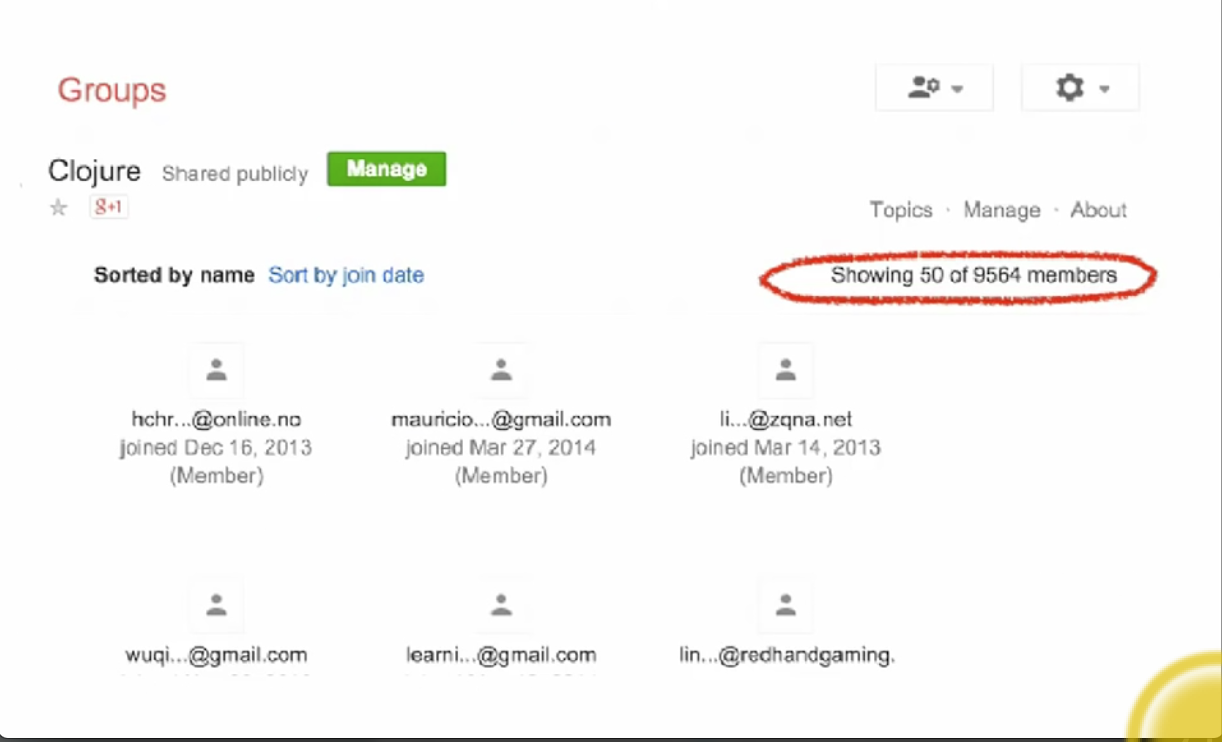 Groups
Clojure Shared publicly Manage
g+1
Topics · Manage · About
Sorted by name Sort by join date Showing 50 of 9564 members
hchr...@online.no mauricio...@gmail.com li...@zqna.net
joined Dec 16, 2013 joined Mar 27, 2014 joined Mar 14, 2013
(Member) (Member) (Member)
wuqi...@gmail.com learni...@gmail.com lin...@redhandgaming.